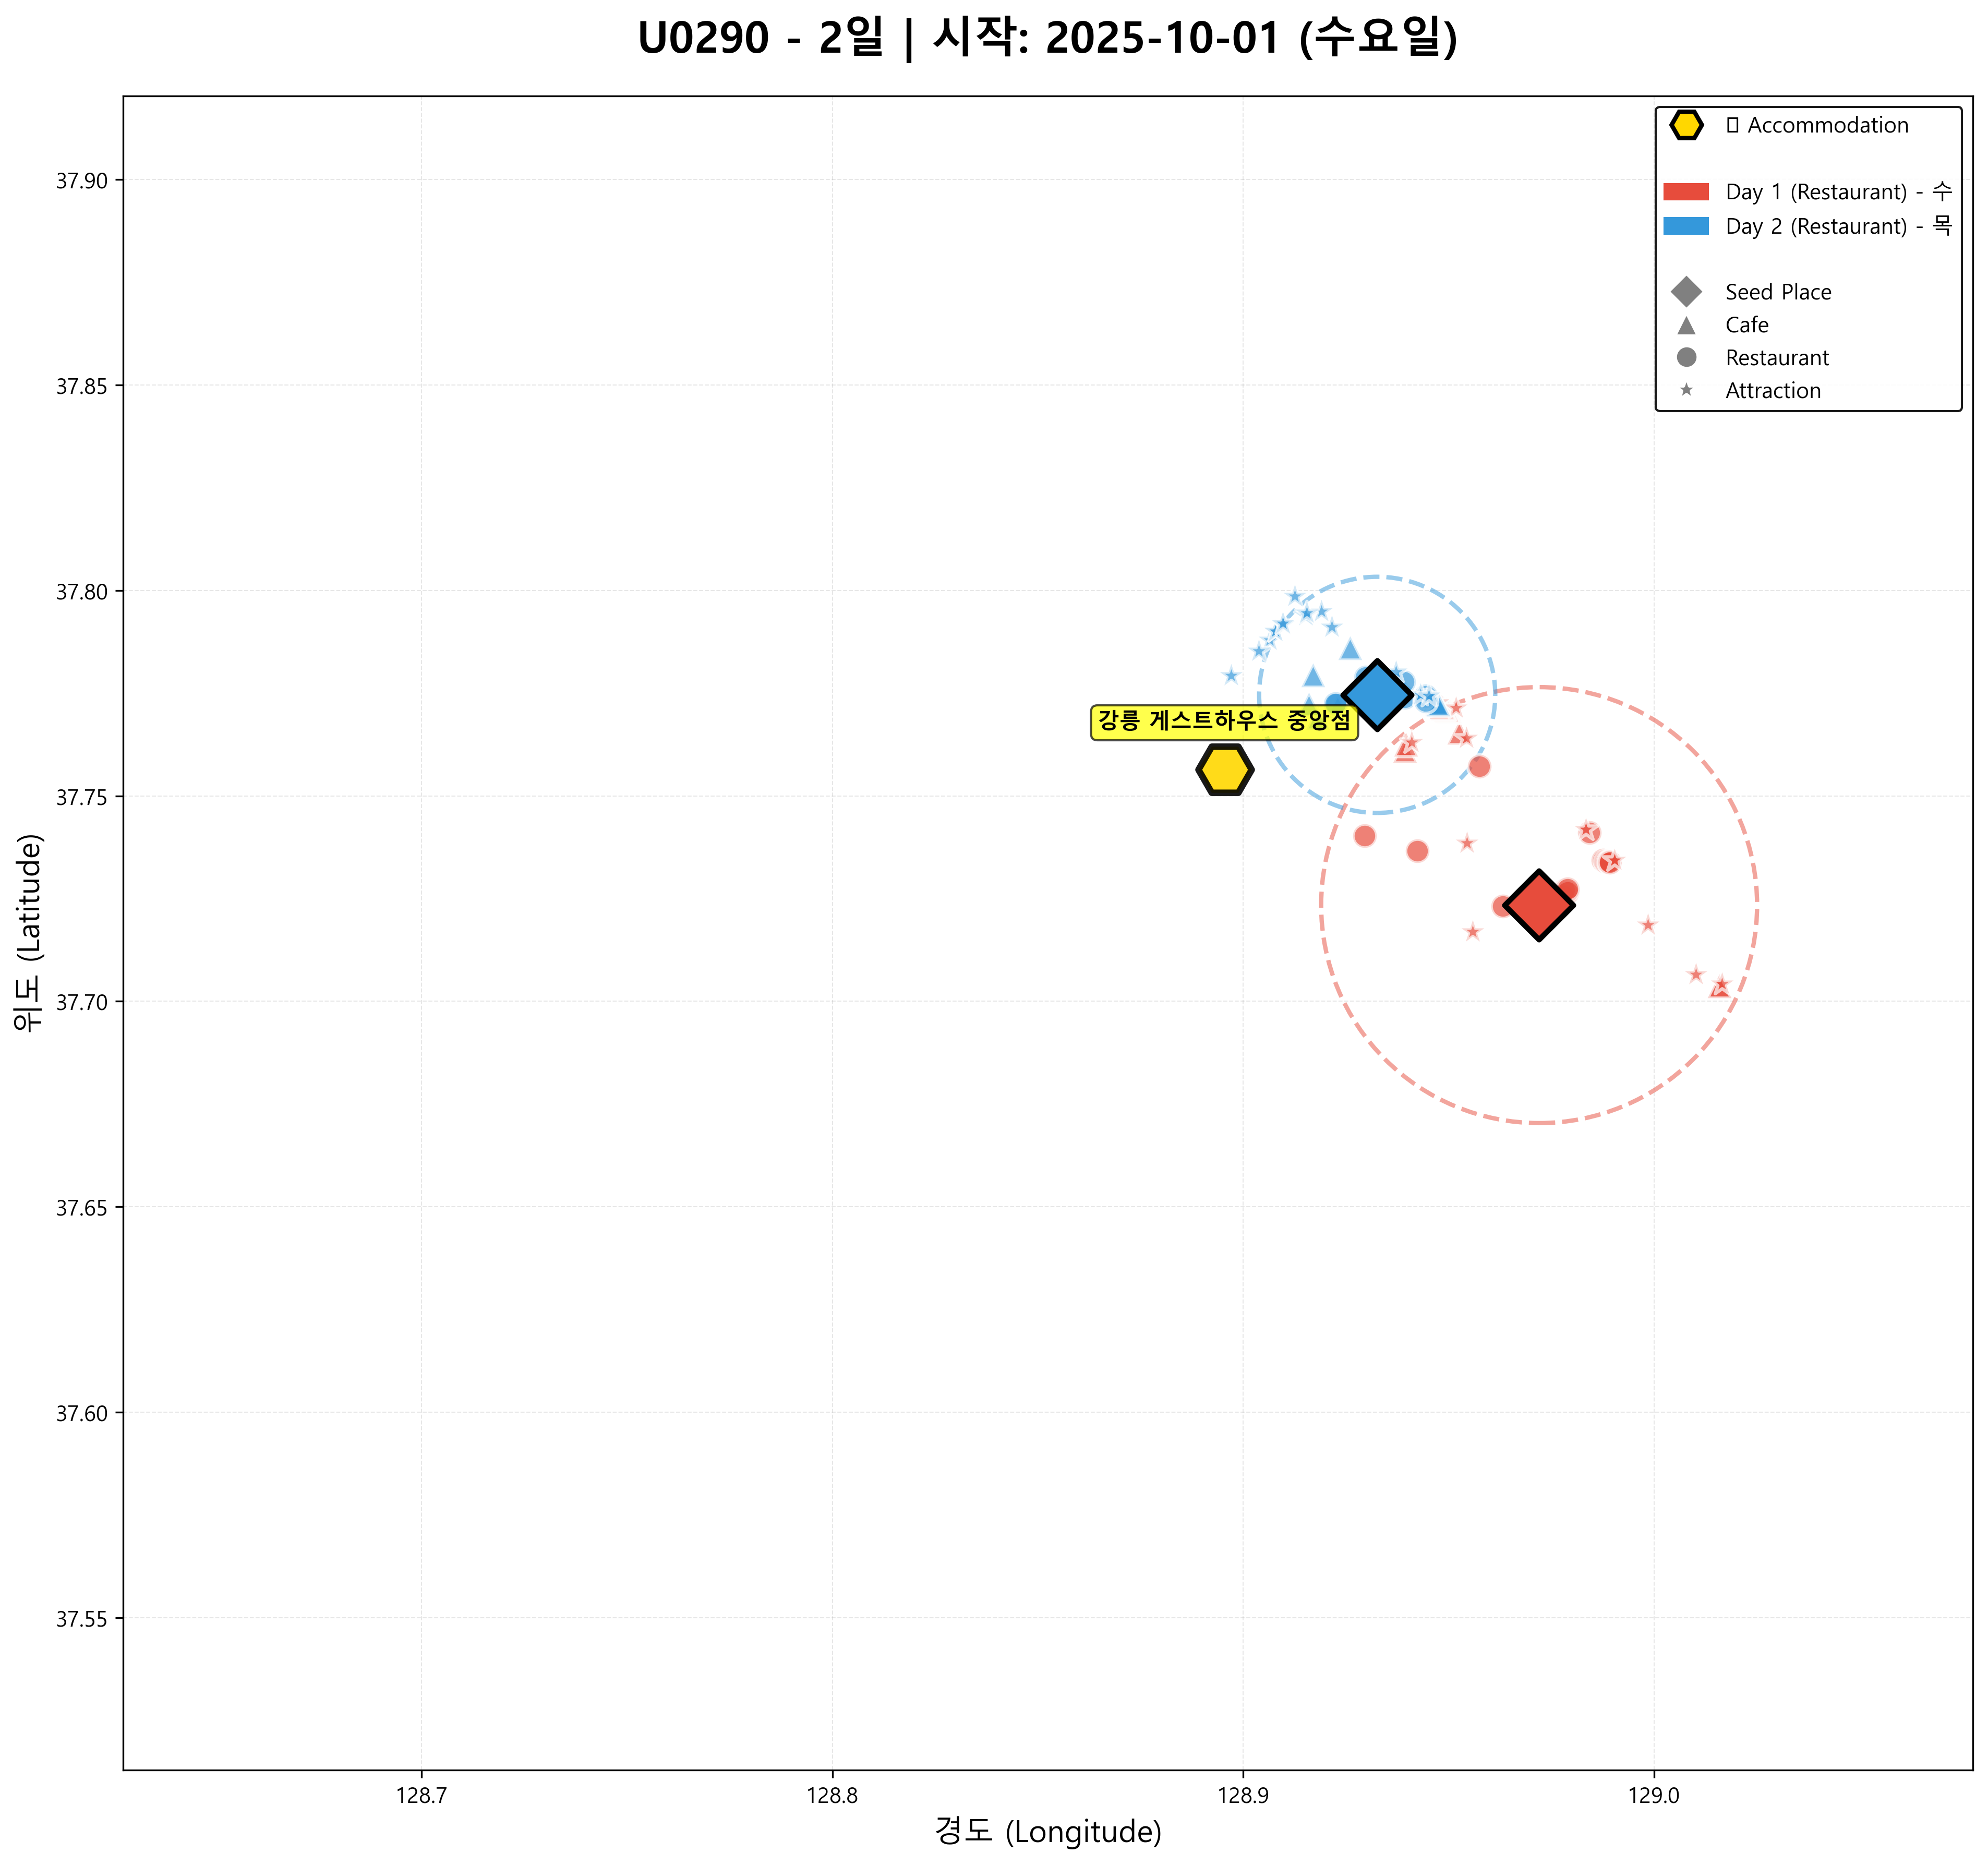 U0290 - 2일 | 시작: 2025-10-01 (수요일)
Accommodation
Day 1 (Restaurant) - 수
Day 2 (Restaurant) - 목
Seed Place
Cafe
Restaurant
Attraction
37.90
37.85
37.80
37.75
37.70
37.65
37.60
37.55
강릉 게스트하우스 중앙점
위도 (Latitude)
128.7
128.8
128.9
129.0
경도 (Longitude)